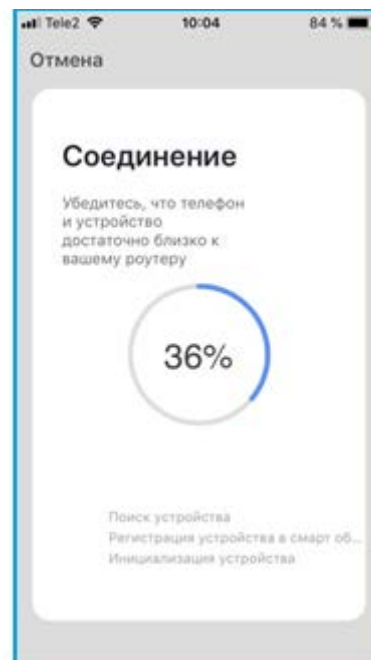 Tele2 10:04 84 %
Отмена
Соединение
Убедитесь, что телефон
и устройство
достаточно близко к
вашему роутеру
36%
Поиск устройства
Регистрация устройства в смарт об...
Инициализация устройства